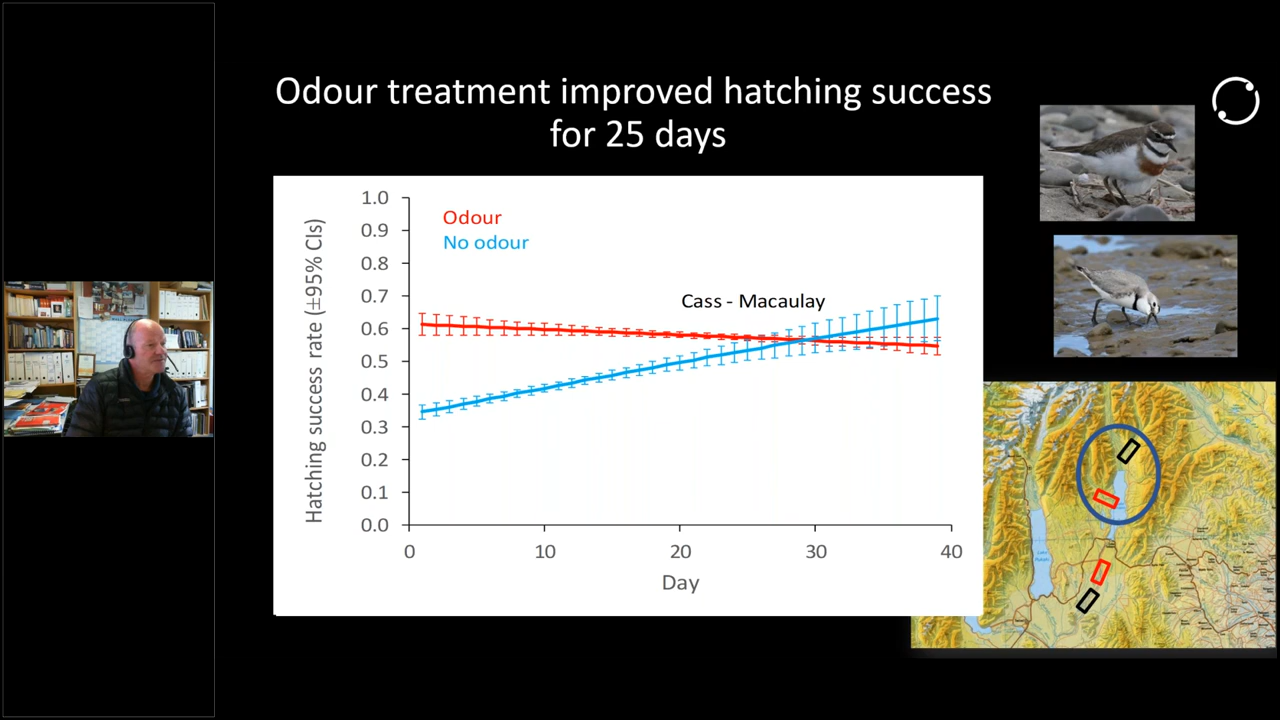 Odour treatment improved hatching success
for 25 days
Hatching success rate (±95% CIs)
1.0
0.9
0.8
0.7
0.6
0.5
0.4
0.3
0.2
0.1
0.0
Odour
No odour
Cass - Macaulay
0
10
20
30
40
Day